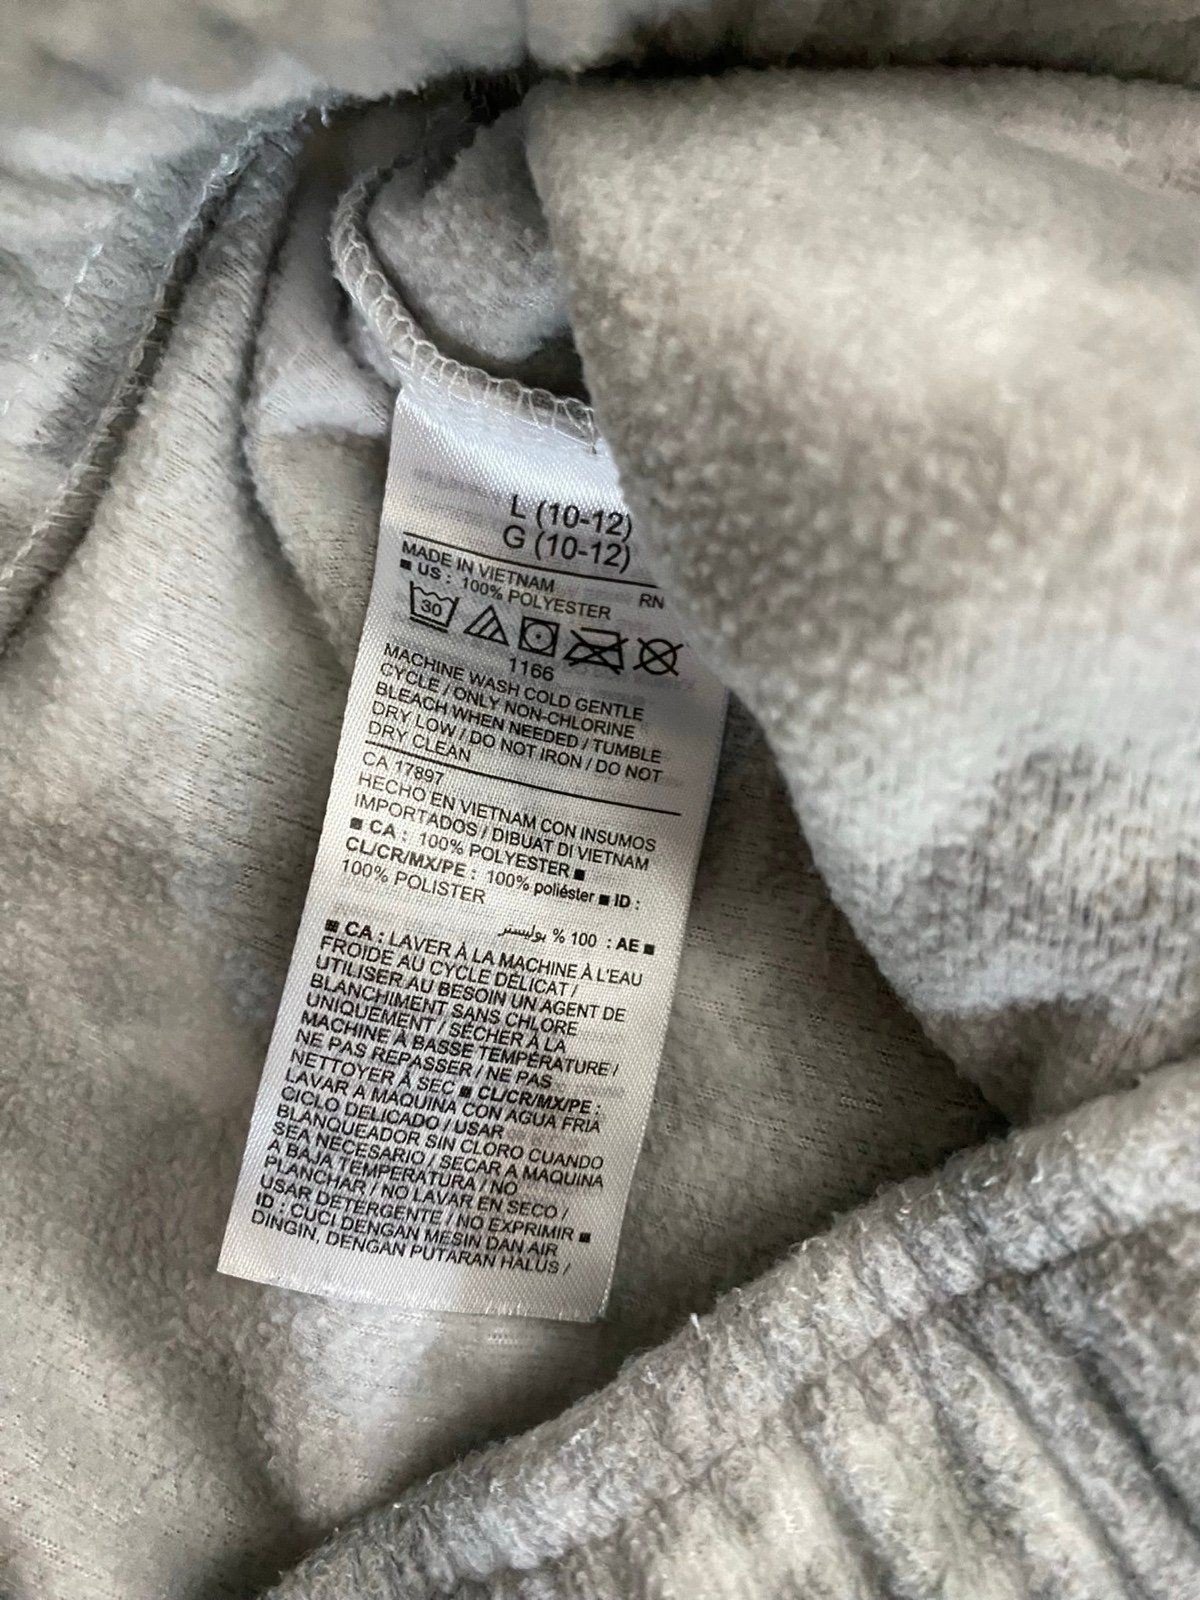 L (10-12)
G (10-12)
MADE IN VIETNAM RN
■ US : 100% POLYESTER
30
1166
MACHINE WASH COLD GENTLE
CYCLE / ONLY NON-CHLORINE
BLEACH WHEN NEEDED / TUMBLE
DRY LOW / DO NOT IRON / DO NOT
DRY CLEAN
CA 17897
HECHO EN VIETNAM CON INSUMOS
IMPORTADOS / DIBUAT DI VIETNAM
■ CA : 100% POLYESTER ■
CL/CR/MX/PE : 100% poliéster ■ ID :
100% POLISTER
■ AE : 100 % بوليستر
■ CA : LAVER À LA MACHINE À L'EAU
FROIDE AU CYCLE DÉLICAT /
UTILISER AU BESOIN UN AGENT DE
BLANCHIMENT SANS CHLORE
UNIQUEMENT / SÉCHER À LA
MACHINE À BASSE TEMPÉRATURE /
NE PAS REPASSER / NE PAS
NETTOYER À SEC ■ CL/CR/MX/PE :
LAVAR A MAQUINA CON AGUA FRIA
CICLO DELICADO / USAR
BLANQUEADOR SIN CLORO CUANDO
SEA NECESARIO / SECAR A MAQUINA
A BAJA TEMPERATURA / NO
PLANCHAR / NO LAVAR EN SECO /
USAR DETERGENTE / NO EXPRIMIR ■
ID : CUCI DENGAN MESIN DAN AIR
DINGIN, DENGAN PUTARAN HALUS /